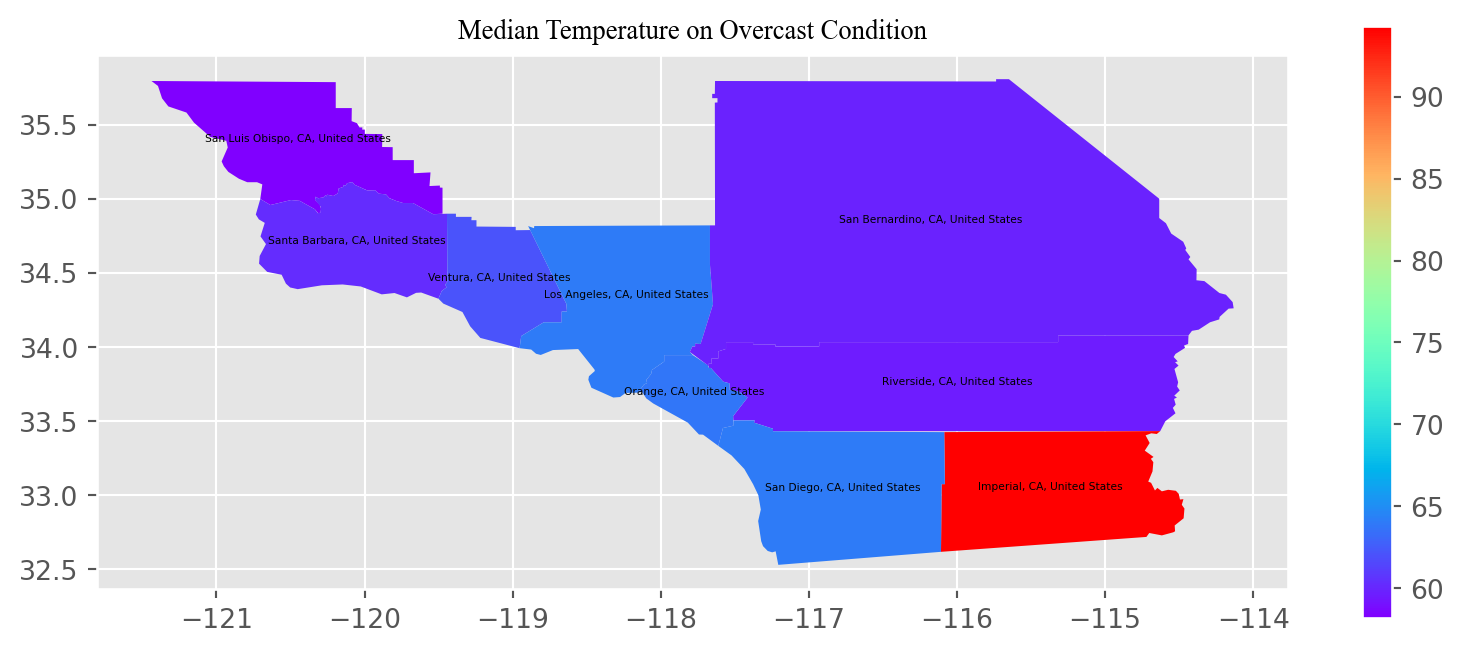 Median Temperature on Overcast Condition
35.5
35.0
34.5
34.0
33.5
33.0
32.5
San Luis Obispo, CA, United States
San Bernardino, CA, United States
Santa Barbara, CA, United States
Ventura, CA, United States
Los Angeles, CA, United States
Riverside, CA, United States
Orange, CA, United States
San Diego, CA, United States
Imperial, CA, United States
−121 −120 −119 −118 −117 −116 −115 −114
90
85
80
75
70
65
60